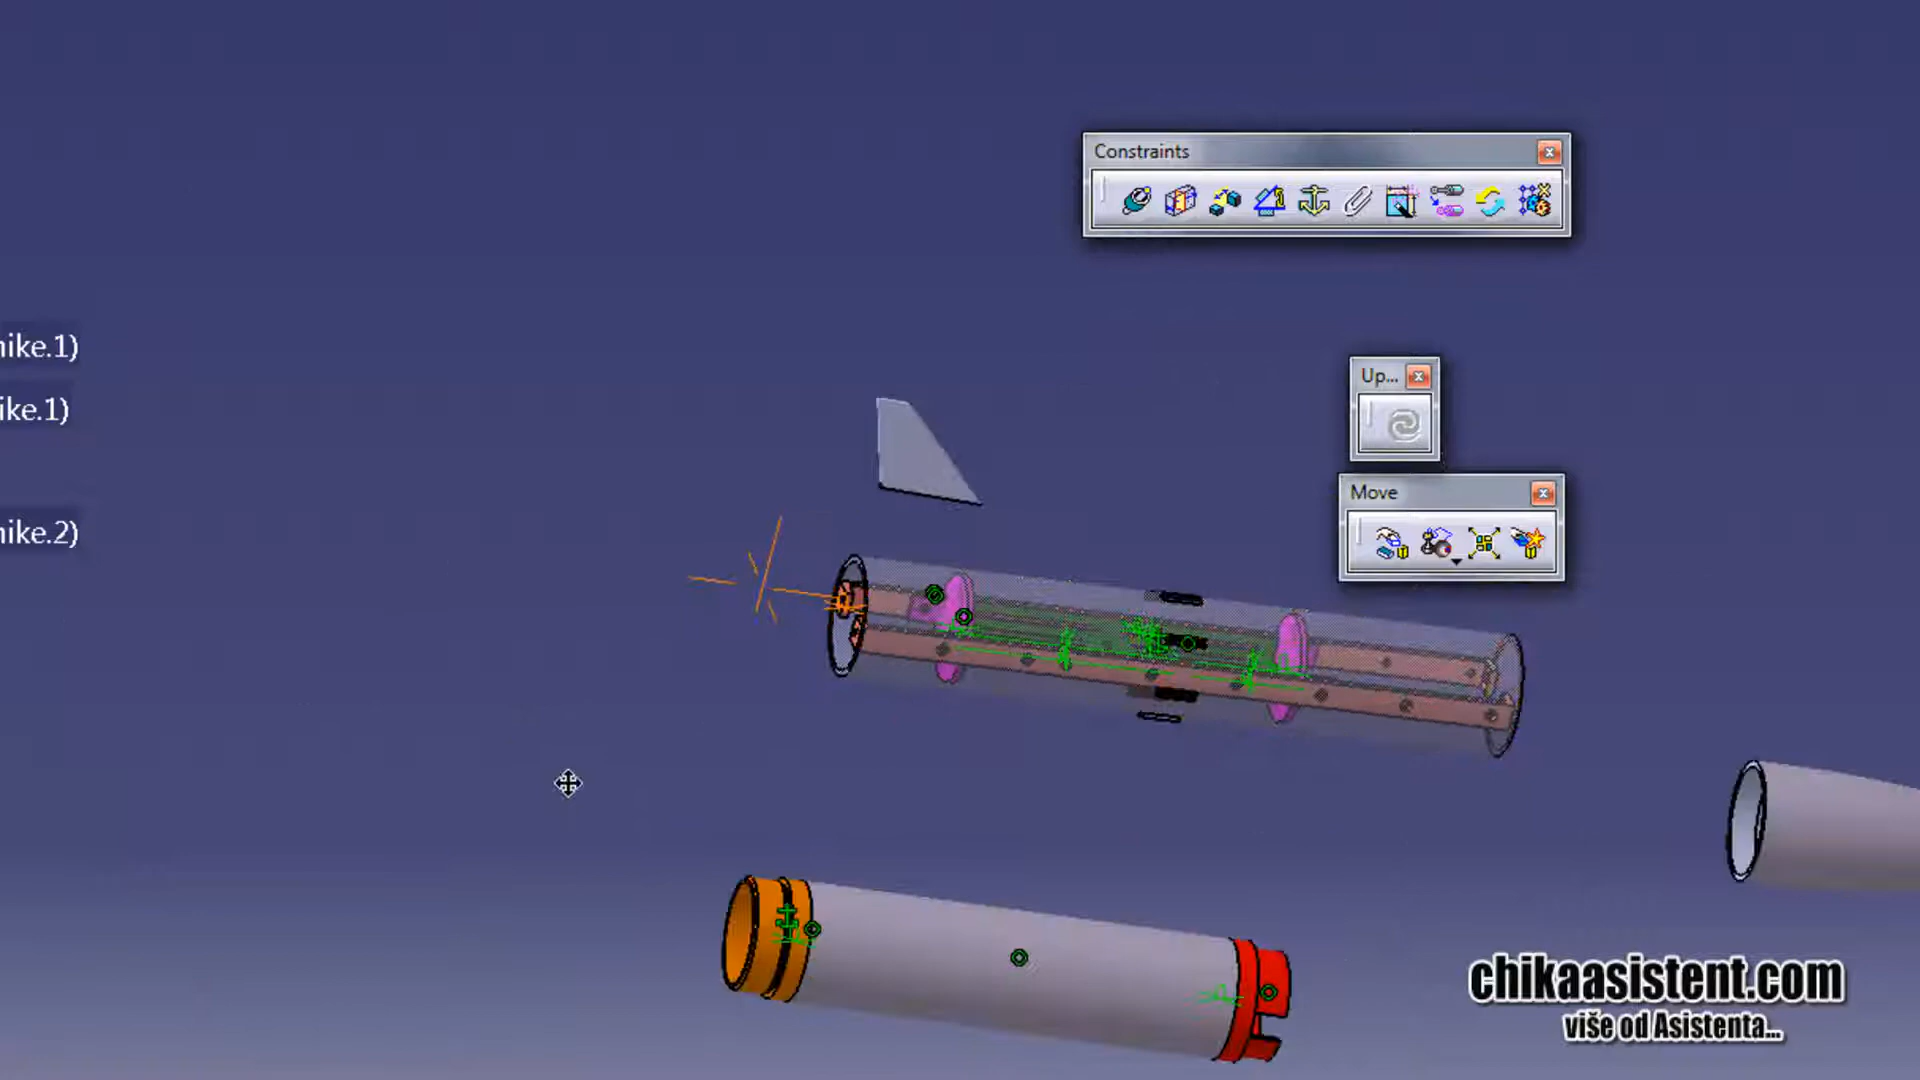 Constraints
nike.1)
Up...
ike.1)
Move
nike.2)
chikaasistent.com
više od Asistenta...